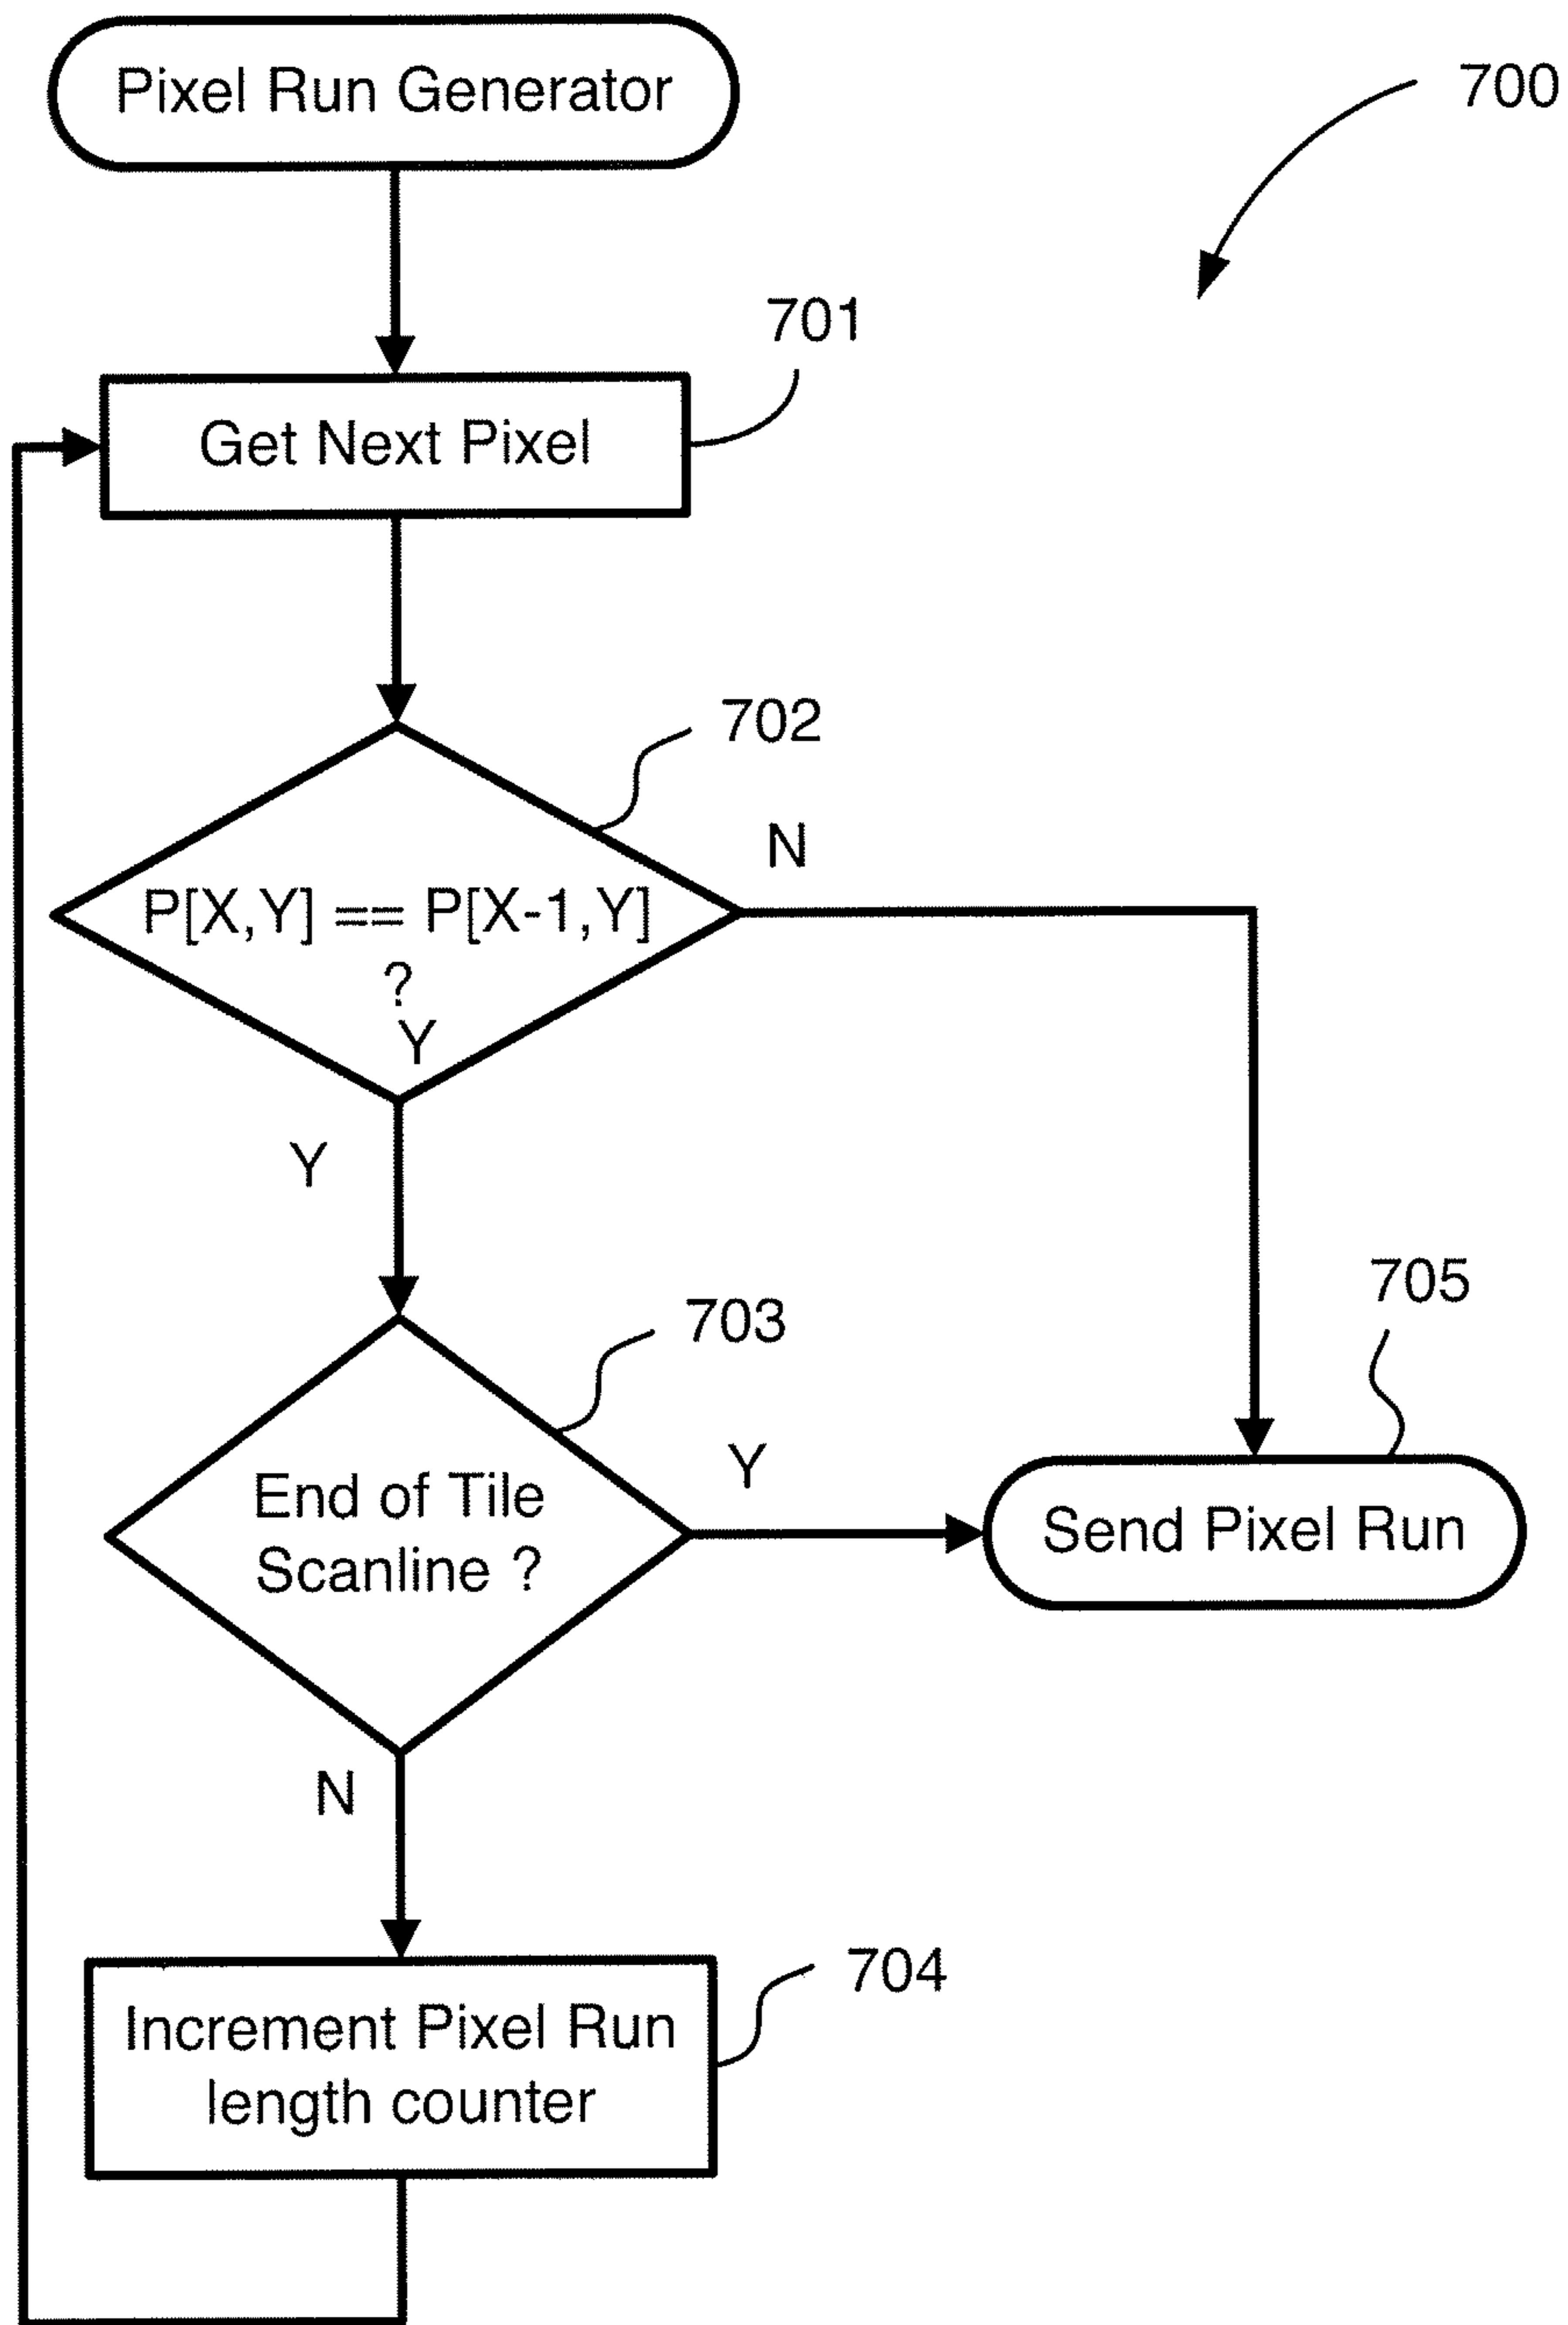 Pixel Run Generator
700
701
Get Next Pixel
702
N
P[X,Y] == P[X-1,Y]
?
Y
Y
703
705
Y
End of Tile
Scanline ?
Send Pixel Run
N
704
Increment Pixel Run
length counter